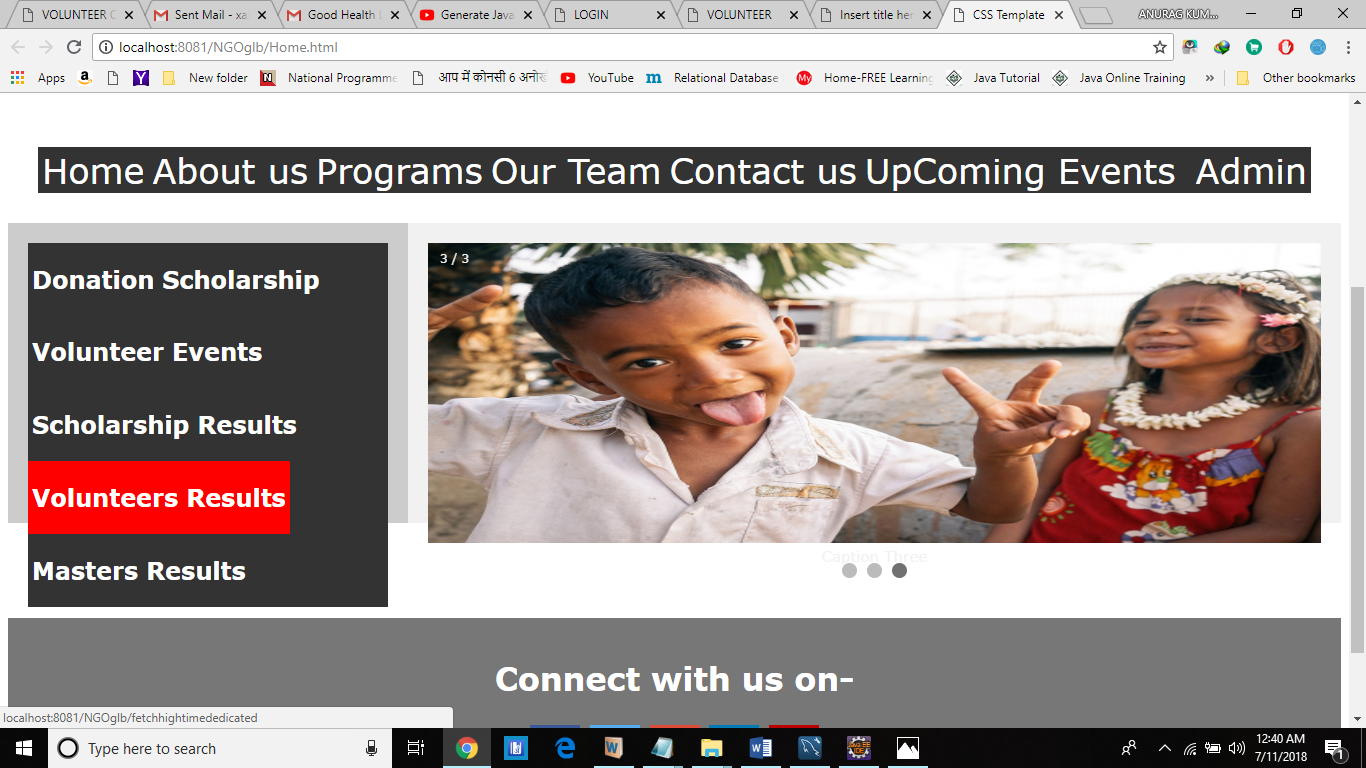 VOLUNTEER C
Sent Mail - xa
Good Health L
Generate Java
LOGIN
VOLUNTEER
Insert title her
CSS Template
ANURAG KUM...
localhost:8081/NGOglb/Home.html
Apps
New folder
National Programme
आप में कोनसी 6 अनोखी
YouTube
Relational Database
Home-FREE Learning
Java Tutorial
Java Online Training
»
Other bookmarks
Home About us Programs Our Team Contact us UpComing Events Admin
Donation Scholarship
Volunteer Events
Scholarship Results
Volunteers Results
Masters Results
3 / 3
Caption Three
Connect with us on-
localhost:8081/NGOglb/fetchhightimededicated
Type here to search
12:40 AM
7/11/2018
1